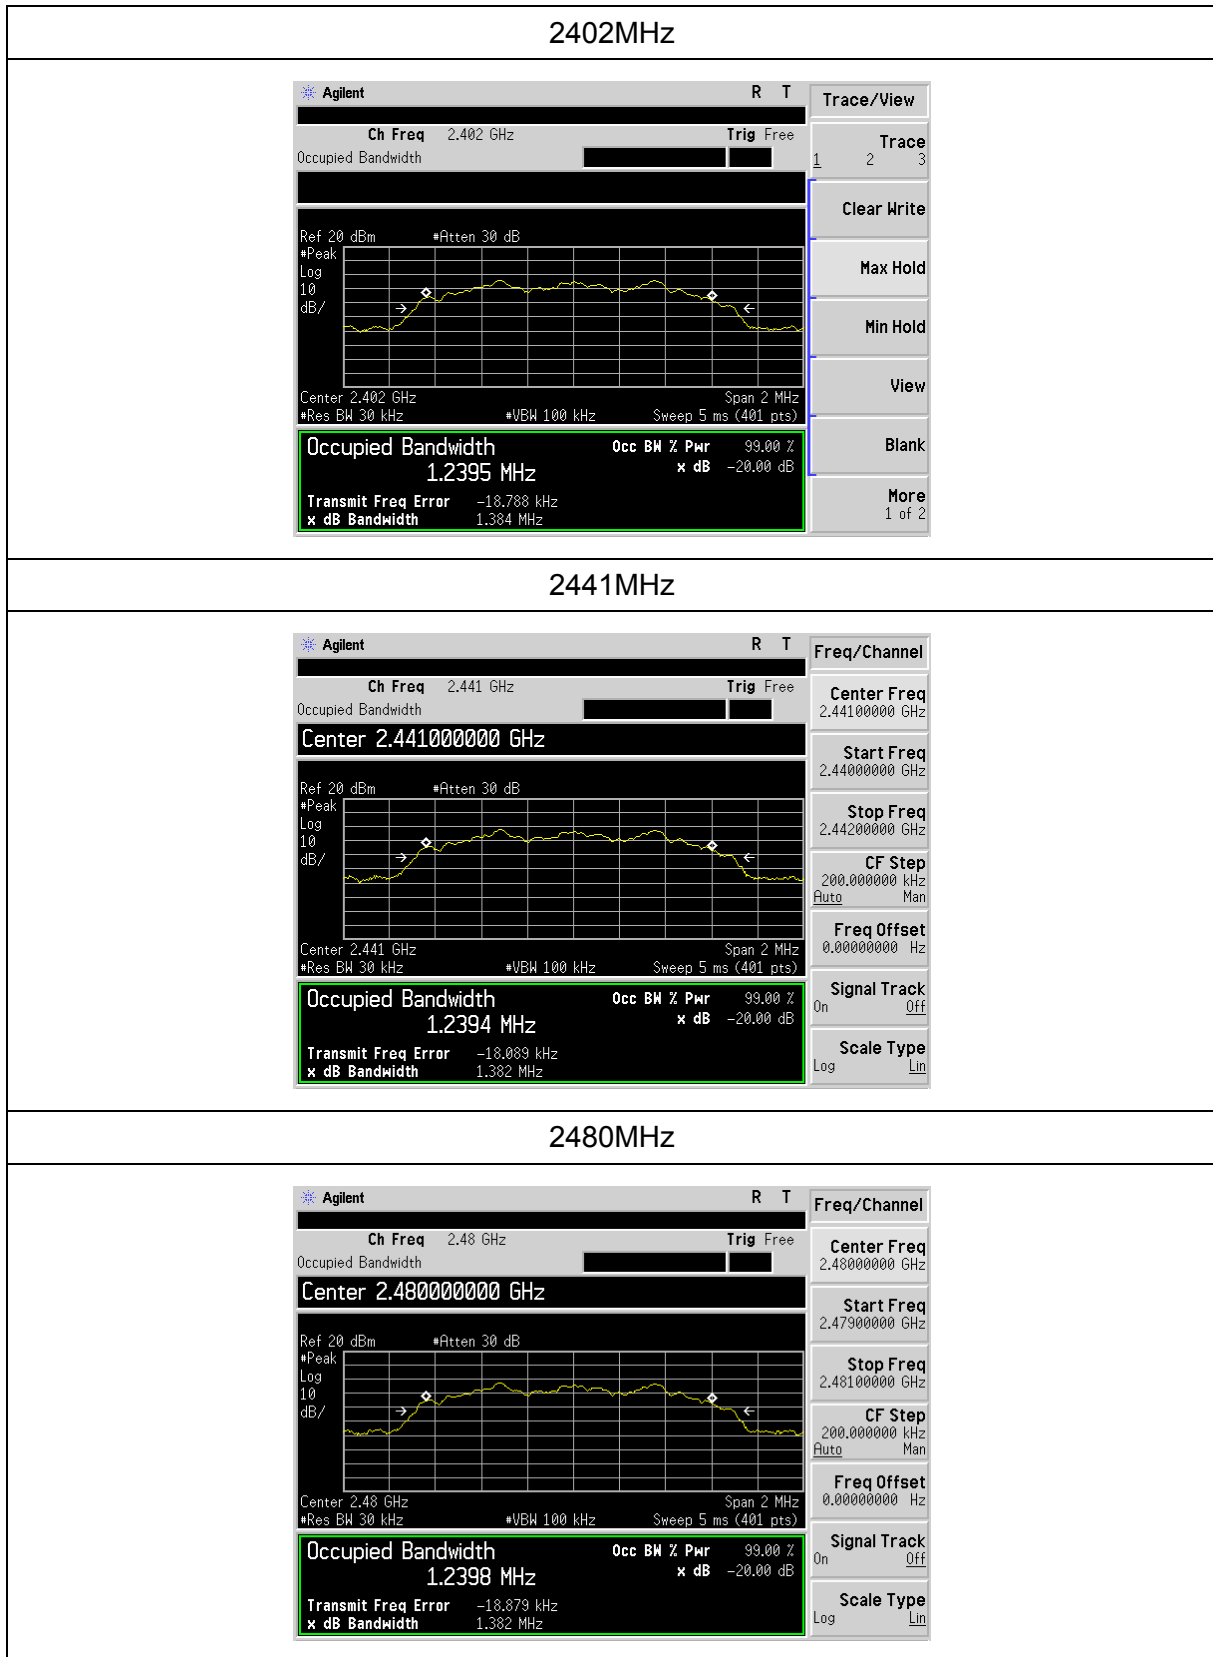 2402MHz
Agilent R T
Ch Freq 2.402 GHz Trig Free
Occupied Bandwidth
Ref 20 dBm #Atten 30 dB
#Peak
Log
10
dB/
Center 2.402 GHz Span 2 MHz
#Res BW 30 kHz #VBW 100 kHz Sweep 5 ms (401 pts)
Occupied Bandwidth Occ BW % Pwr 99.00 %
1.2395 MHz x dB -20.00 dB
Transmit Freq Error -18.788 kHz
x dB Bandwidth 1.384 MHz
Trace/View
Trace
1 2 3
Clear Write
Max Hold
Min Hold
View
Blank
More
1 of 2
2441MHz
Agilent R T
Ch Freq 2.441 GHz Trig Free
Occupied Bandwidth
Center 2.441000000 GHz
Ref 20 dBm #Atten 30 dB
#Peak
Log
10
dB/
Center 2.441 GHz Span 2 MHz
#Res BW 30 kHz #VBW 100 kHz Sweep 5 ms (401 pts)
Occupied Bandwidth Occ BW % Pwr 99.00 %
1.2394 MHz x dB -20.00 dB
Transmit Freq Error -18.089 kHz
x dB Bandwidth 1.382 MHz
Freq/Channel
Center Freq
2.44100000 GHz
Start Freq
2.44000000 GHz
Stop Freq
2.44200000 GHz
CF Step
200.000000 kHz
Auto Man
Freq Offset
0.00000000 Hz
Signal Track
On Off
Scale Type
Log Lin
2480MHz
Agilent R T
Ch Freq 2.48 GHz Trig Free
Occupied Bandwidth
Center 2.480000000 GHz
Ref 20 dBm #Atten 30 dB
#Peak
Log
10
dB/
Center 2.48 GHz Span 2 MHz
#Res BW 30 kHz #VBW 100 kHz Sweep 5 ms (401 pts)
Occupied Bandwidth Occ BW % Pwr 99.00 %
1.2398 MHz x dB -20.00 dB
Transmit Freq Error -18.879 kHz
x dB Bandwidth 1.382 MHz
Freq/Channel
Center Freq
2.48000000 GHz
Start Freq
2.47900000 GHz
Stop Freq
2.48100000 GHz
CF Step
200.000000 kHz
Auto Man
Freq Offset
0.00000000 Hz
Signal Track
On Off
Scale Type
Log Lin